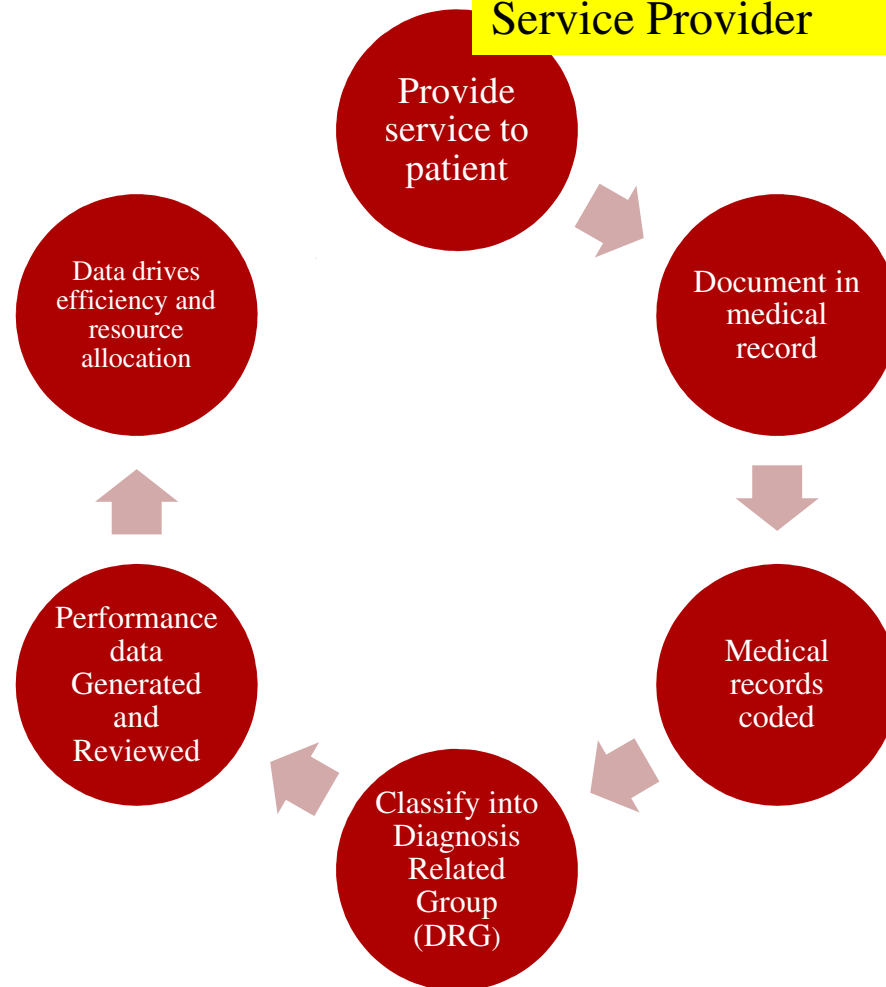 Service Provider
Provide
service to
patient
Document in
medical
record
Medical
records
coded
Classify into
Diagnosis
Related
Group
(DRG)
Performance
data
Generated
and
Reviewed
Data drives
efficiency and
resource
allocation